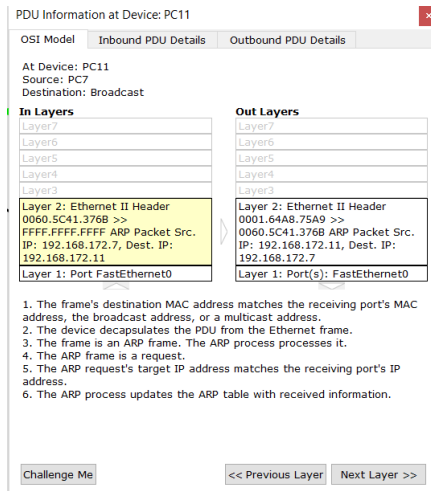 PDU Information at Device: PC11
OSI Model Inbound PDU Details Outbound PDU Details
At Device: PC11
Source: PC7
Destination: Broadcast
In Layers
Layer7
Layer6
Layer5
Layer4
Layer3
Layer 2: Ethernet II Header
0060.5C41.376B >>
FFFF.FFFF.FFFF ARP Packet Src.
IP: 192.168.172.7, Dest. IP:
192.168.172.11
Layer 1: Port FastEthernet0
Out Layers
Layer7
Layer6
Layer5
Layer4
Layer3
Layer 2: Ethernet II Header
0001.64A8.75A9 >>
0060.5C41.376B ARP Packet Src.
IP: 192.168.172.11, Dest. IP:
192.168.172.7
Layer 1: Port(s): FastEthernet0
1. The frame's destination MAC address matches the receiving port's MAC
address, the broadcast address, or a multicast address.
2. The device decapsulates the PDU from the Ethernet frame.
3. The frame is an ARP frame. The ARP process processes it.
4. The ARP frame is a request.
5. The ARP request's target IP address matches the receiving port's IP
address.
6. The ARP process updates the ARP table with received information.
Challenge Me << Previous Layer Next Layer >>